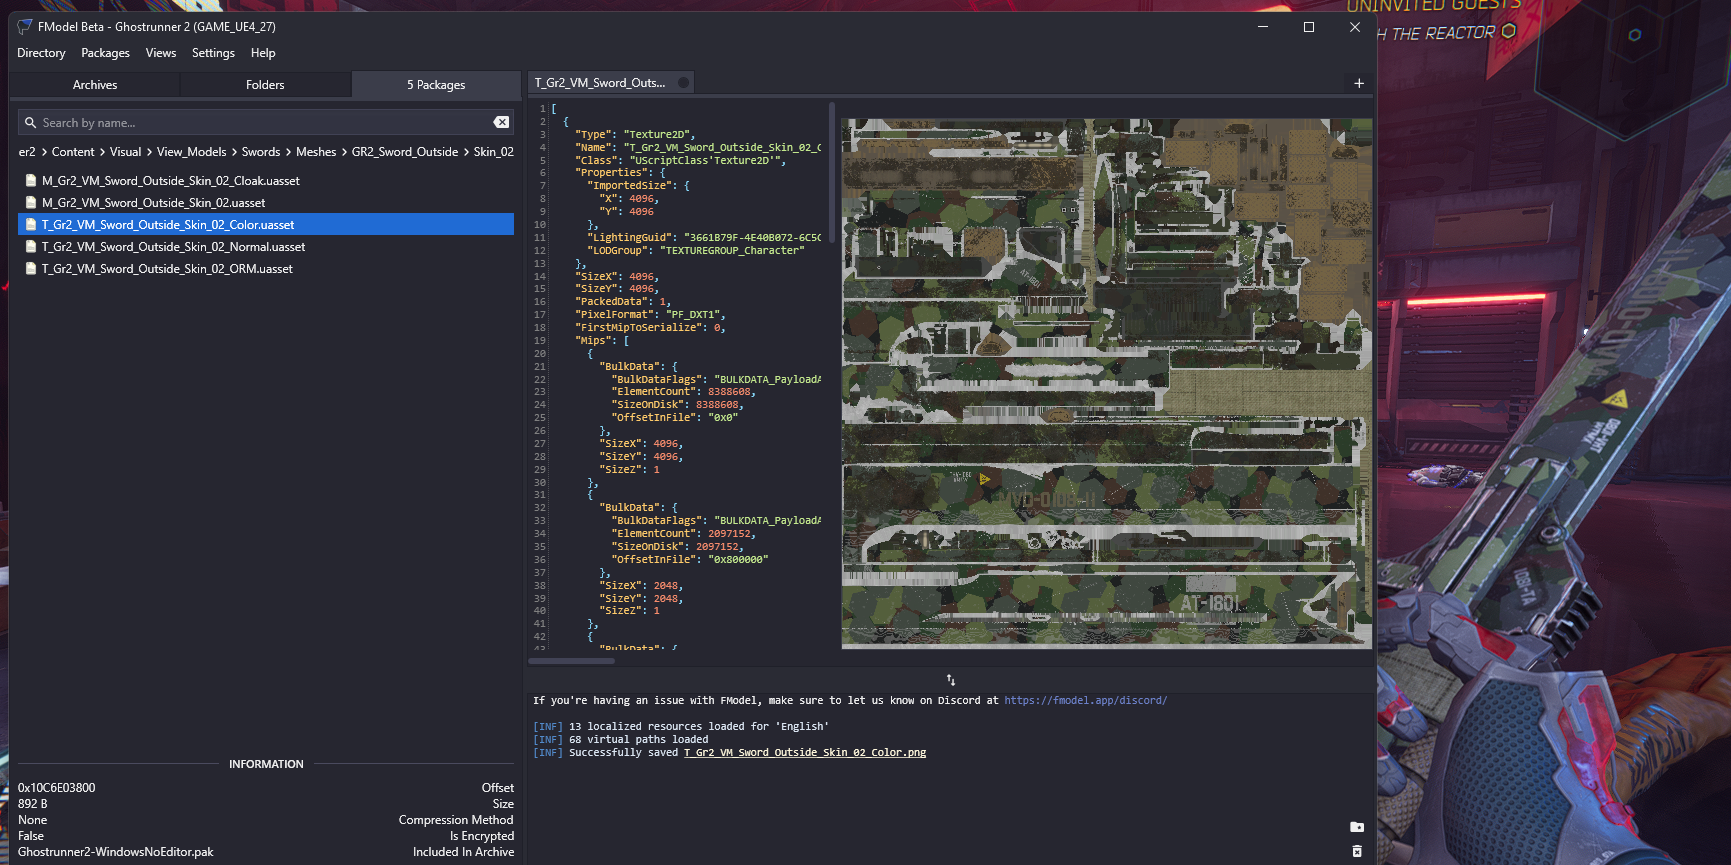 FModel Beta - Ghostrunner 2 (GAME_UE4_27)
Directory Packages Views Settings Help
Archives Folders 5 Packages
Search by name...
er2 > Content > Visual > View_Models > Swords > Meshes > GR2_Sword_Outside > Skin_02
M_Gr2_VM_Sword_Outside_Skin_02_Cloak.uasset
M_Gr2_VM_Sword_Outside_Skin_02.uasset
T_Gr2_VM_Sword_Outside_Skin_02_Color.uasset
T_Gr2_VM_Sword_Outside_Skin_02_Normal.uasset
T_Gr2_VM_Sword_Outside_Skin_02_ORM.uasset
INFORMATION
0x10C6E03800 Offset
892 B Size
None Compression Method
False Is Encrypted
Ghostrunner2-WindowsNoEditor.pak Included In Archive
T_Gr2_VM_Sword_Outs...
1 [
2 {
3 "Type": "Texture2D",
4 "Name": "T_Gr2_VM_Sword_Outside_Skin_02_C
5 "Class": "UScriptClass'Texture2D'",
6 "Properties": {
7 "ImportedSize": {
8 "X": 4096,
9 "Y": 4096
10 },
11 "LightingGuid": "3661B79F-4E40B072-6C5C
12 "LODGroup": "TEXTUREGROUP_Character"
13 },
14 "SizeX": 4096,
15 "SizeY": 4096,
16 "PackedData": 1,
17 "PixelFormat": "PF_DXT1",
18 "FirstMipToSerialize": 0,
19 "Mips": [
20 {
21 "BulkData": {
22 "BulkDataFlags": "BULKDATA_PayloadA
23 "ElementCount": 8388608,
24 "SizeOnDisk": 8388608,
25 "OffsetInFile": "0x0"
26 },
27 "SizeX": 4096,
28 "SizeY": 4096,
29 "SizeZ": 1
30 },
31 {
32 "BulkData": {
33 "BulkDataFlags": "BULKDATA_PayloadA
34 "ElementCount": 2097152,
35 "SizeOnDisk": 2097152,
36 "OffsetInFile": "0x800000"
37 },
38 "SizeX": 2048,
39 "SizeY": 2048,
40 "SizeZ": 1
41 },
42 {
43 "BulkData": {
AT-1801
If you're having an issue with FModel, make sure to let us know on Discord at https://fmodel.app/discord/
[INF] 13 localized resources loaded for 'English'
[INF] 68 virtual paths loaded
[INF] Successfully saved T_Gr2_VM_Sword_Outside_Skin_02_Color.png
UNINVITED GUESTS
H THE REACTOR